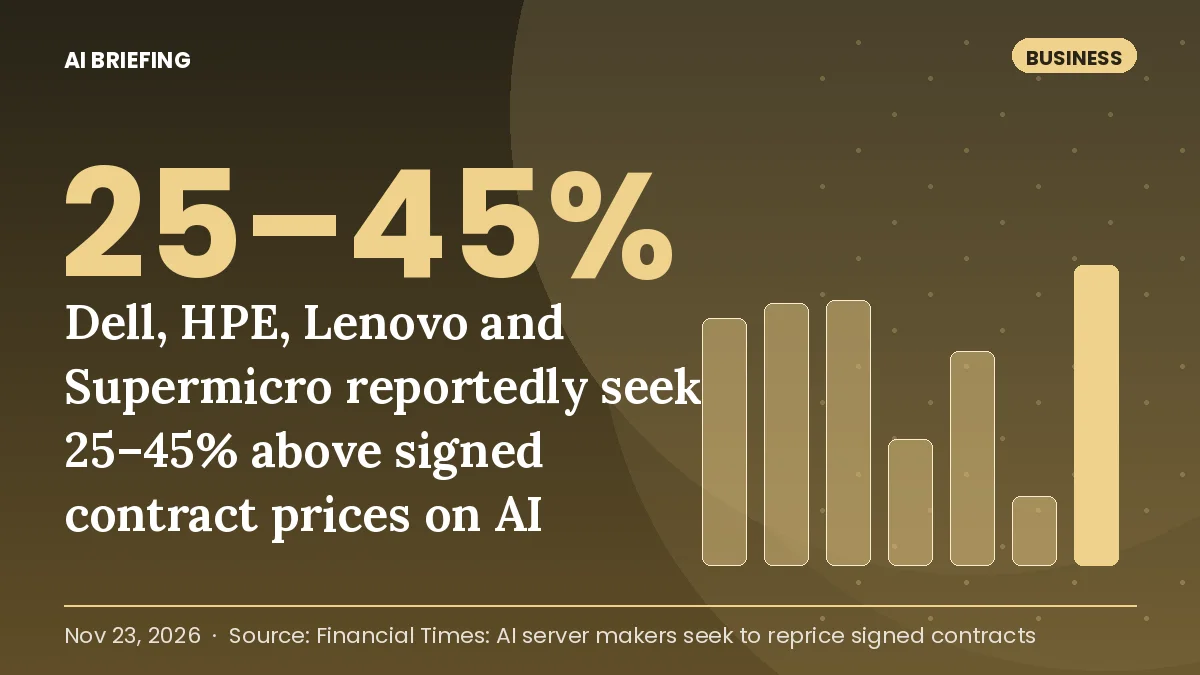 AI BRIEFING
BUSINESS
25–45%
Dell, HPE, Lenovo and
Supermicro reportedly seek
25–45% above signed
contract prices on AI
Nov 23, 2026 · Source: Financial Times: AI server makers seek to reprice signed contracts